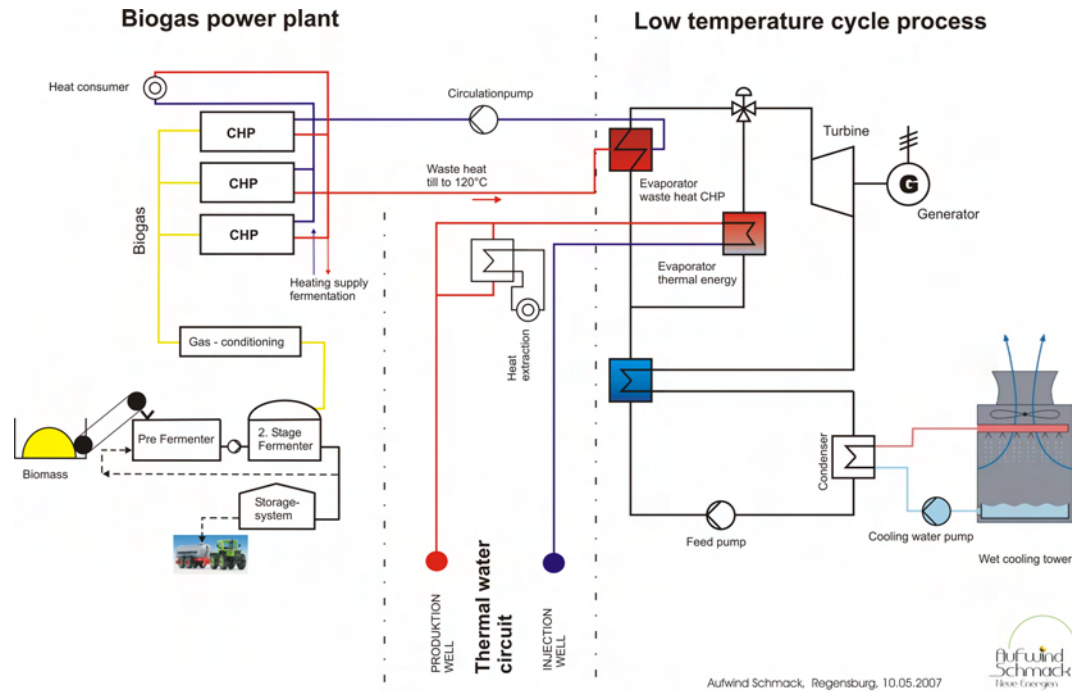 Biogas power plant
Low temperature cycle process
Heat consumer
Circulationpump
CHP
CHP
CHP
Biogas
Waste heat
till to 120°C
Heating supply
fermentation
Evaporator
waste heat CHP
Turbine
G
Generator
Evaporator
thermal energy
Heat
extraction
Gas - conditioning
Pre Fermenter
2. Stage
Fermenter
Biomass
Storage-
system
Condenser
Feed pump
Cooling water pump
Wet cooling tower
PRODUKTION
WELL
Thermal water
circuit
INJECTION
WELL
Aufwind Schmack, Regensburg, 10.05.2007
Aufwind
Schmack
Neue Energien